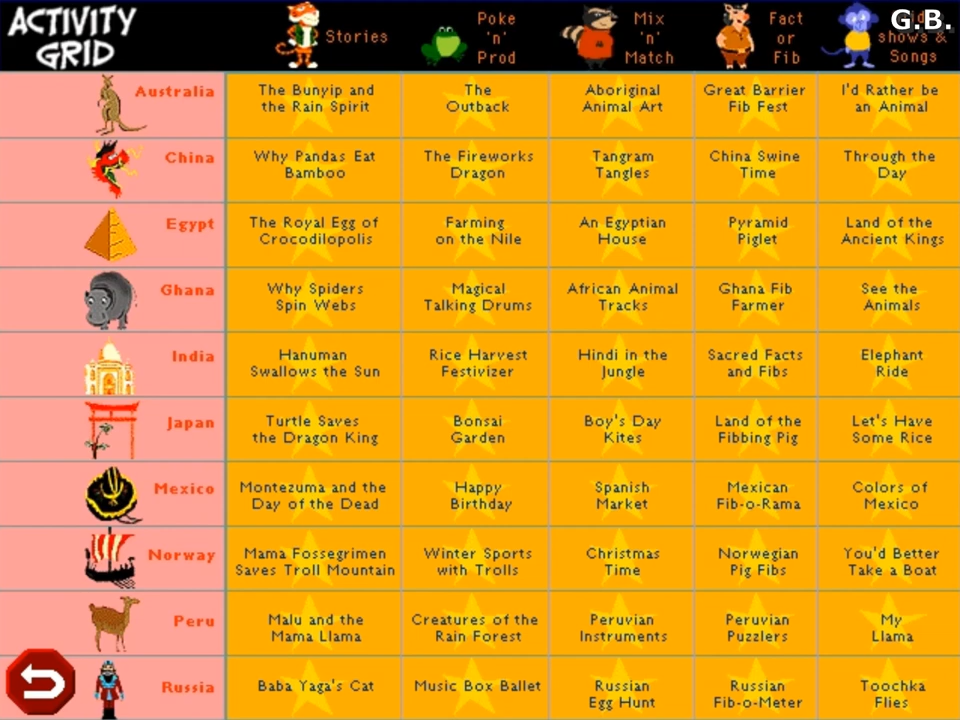 ACTIVITY
GRID
Stories
Poke
'n'
Prod
Mix
'n'
Match
Fact
or
Fib
shows &
Songs
G.B.
Australia
The Bunyip and
the Rain Spirit
The
Outback
Aboriginal
Animal Art
Great Barrier
Fib Fest
I'd Rather be
an Animal
China
Why Pandas Eat
Bamboo
The Fireworks
Dragon
Tangram
Tangles
China Swine
Time
Through the
Day
Egypt
The Royal Egg of
Crocodilopolis
Farming
on the Nile
An Egyptian
House
Pyramid
Piglet
Land of the
Ancient Kings
Ghana
Why Spiders
Spin Webs
Magical
Talking Drums
African Animal
Tracks
Ghana Fib
Farmer
See the
Animals
India
Hanuman
Swallows the Sun
Rice Harvest
Festivizer
Hindi in the
Jungle
Sacred Facts
and Fibs
Elephant
Ride
Japan
Turtle Saves
the Dragon King
Bonsai
Garden
Boy's Day
Kites
Land of the
Fibbing Pig
Let's Have
Some Rice
Mexico
Montezuma and the
Day of the Dead
Happy
Birthday
Spanish
Market
Mexican
Fib-o-Rama
Colors of
Mexico
Norway
Mama Fossegrimen
Saves Troll Mountain
Winter Sports
with Trolls
Christmas
Time
Norwegian
Pig Fibs
You'd Better
Take a Boat
Peru
Malu and the
Mama Llama
Creatures of the
Rain Forest
Peruvian
Instruments
Peruvian
Puzzlers
My
Llama
Russia
Baba Yaga's Cat
Music Box Ballet
Russian
Egg Hunt
Russian
Fib-o-Meter
Toochka
Flies